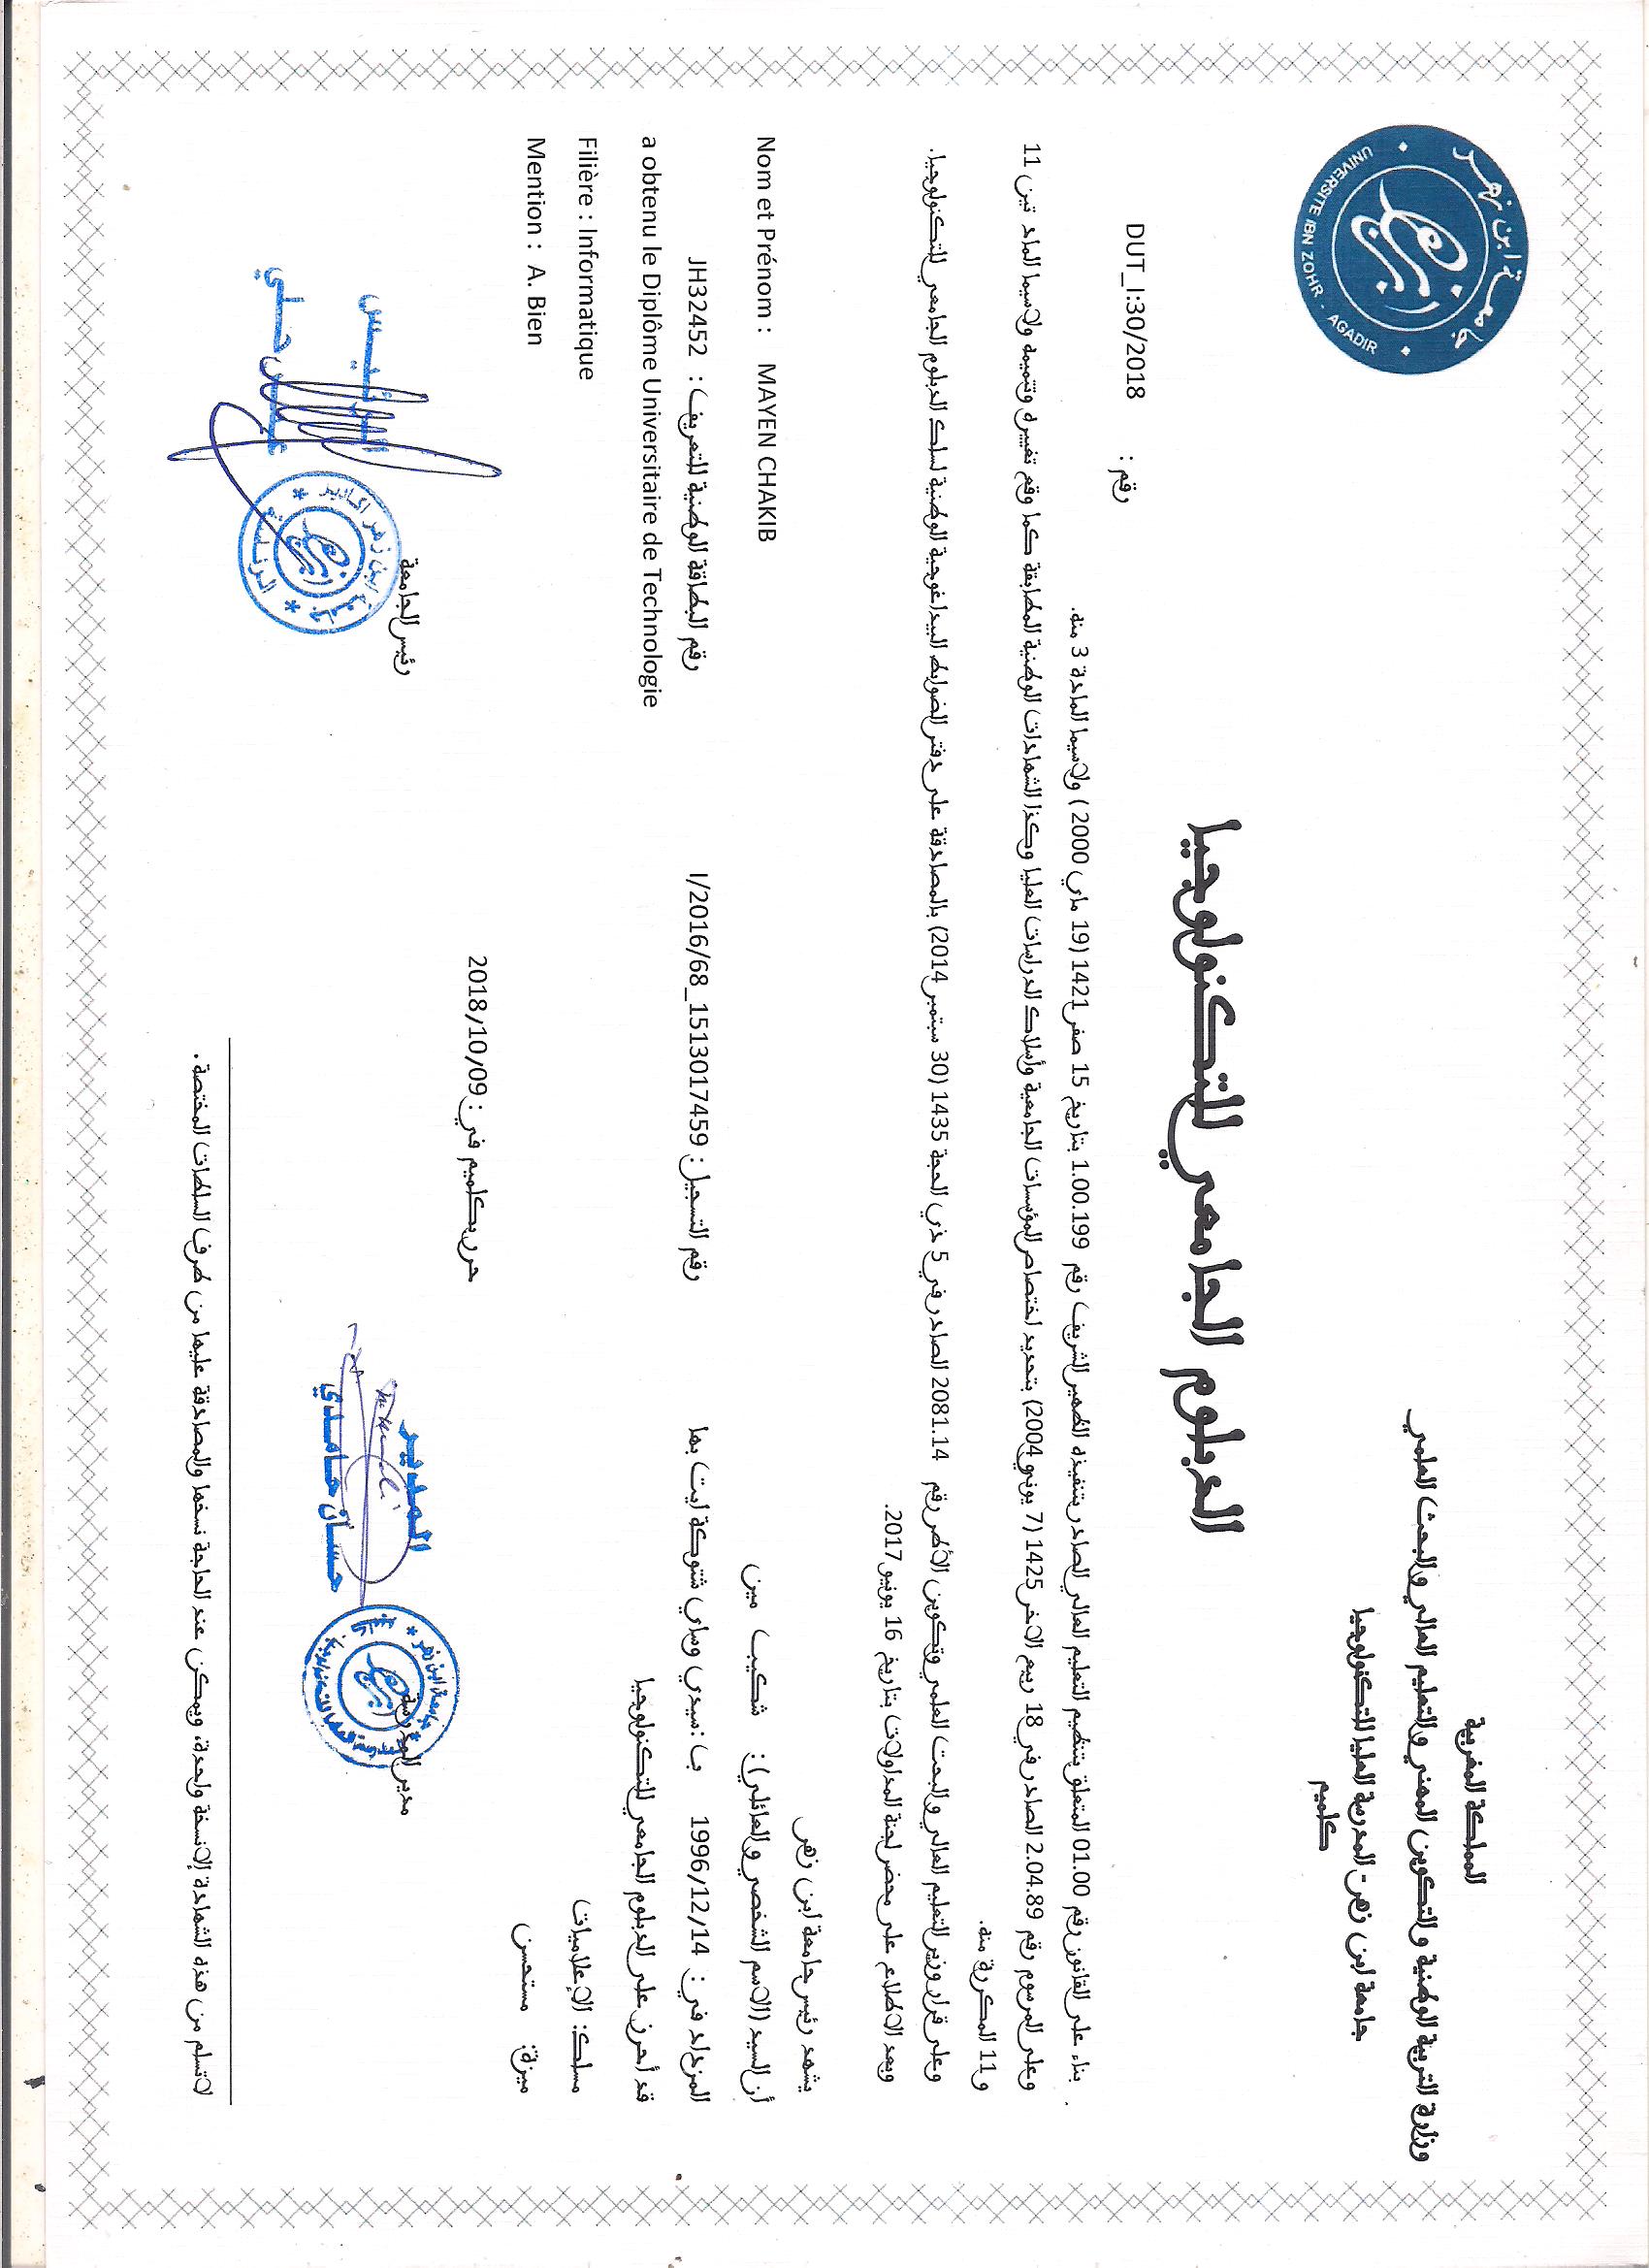 المملكة المغربية
وزارة التربية الوطنية والتكوين المهني والتعليم العالي والبحث العلمي
جامعة ابن زهر- المدرسة العليا للتكنولوجيا
كلميم
جامعة ابن زهر
UNIVERSITE IBN ZOHR - AGADIR
الدبلوم الجامعي للتكنولوجيا
رقم : DUT_I:30/2018
بناء على القانون رقم 01.00 المتعلق بتنظيم التعليم العالي الصادر بتنفيذه الظهير الشريف رقم 1.00.199 بتاريخ 15 صفر 1421 (19 ماي 2000 ) ولاسيما المادة 3 منه.
وعلى المرسوم رقم 2.04.89 الصادر في 18 ربيع الاخر 1425 (7 يونيو 2004) بتحديد اختصاص المؤسسات الجامعية وأسلاك الدراسات العليا وكذا الشهادات الوطنية المطابقة كما وقع تغييره وتتميمه ولاسيما الماد تين 11
و 11 المكررة منه.
وعلى قرار وزير التعليم العالي والبحث العلمي وتكوين الأطر رقم 2081.14 الصادر في 5 ذي الحجة 1435 (30 سبتمبر 2014) بالمصادقة على دفتر الضوابط البيداغوجية الوطنية لسلك الدبلوم الجامعي للتكنولوجيا.
وبعد الاطلاع على محضر لجنة المداولات بتاريخ 16 يونيو 2017.
يشهد رئيس جامعة ابن زهر
أن السيد (الاسم الشخصي والعائلي): شكيب مين
Nom et Prénom : MAYEN CHAKIB
المزداد في : 1996/12/14 ب :سيدي وساي شتوكة ايت بها رقم التسجيل : I/2016/68_1513017459 رقم البطاقة الوطنية للتعريف : JH32452
قد أحرز على الدبلوم الجامعي للتكنولوجيا
a obtenu le Diplôme Universitaire de Technologie
مسلك: الإعلاميات
Filière : Informatique
ميزة: مستحسن
Mention : A. Bien
حرر بكلميم في : 2018/10/09
مدير المدرسة
رئيس الجامعة
المدير
حسان حامدي
لاتسلم من هذه الشهادة إلانسخة واحدة، ويمكن عند الحاجة نسخها والمصادقة عليها من طرف السلطات المختصة.